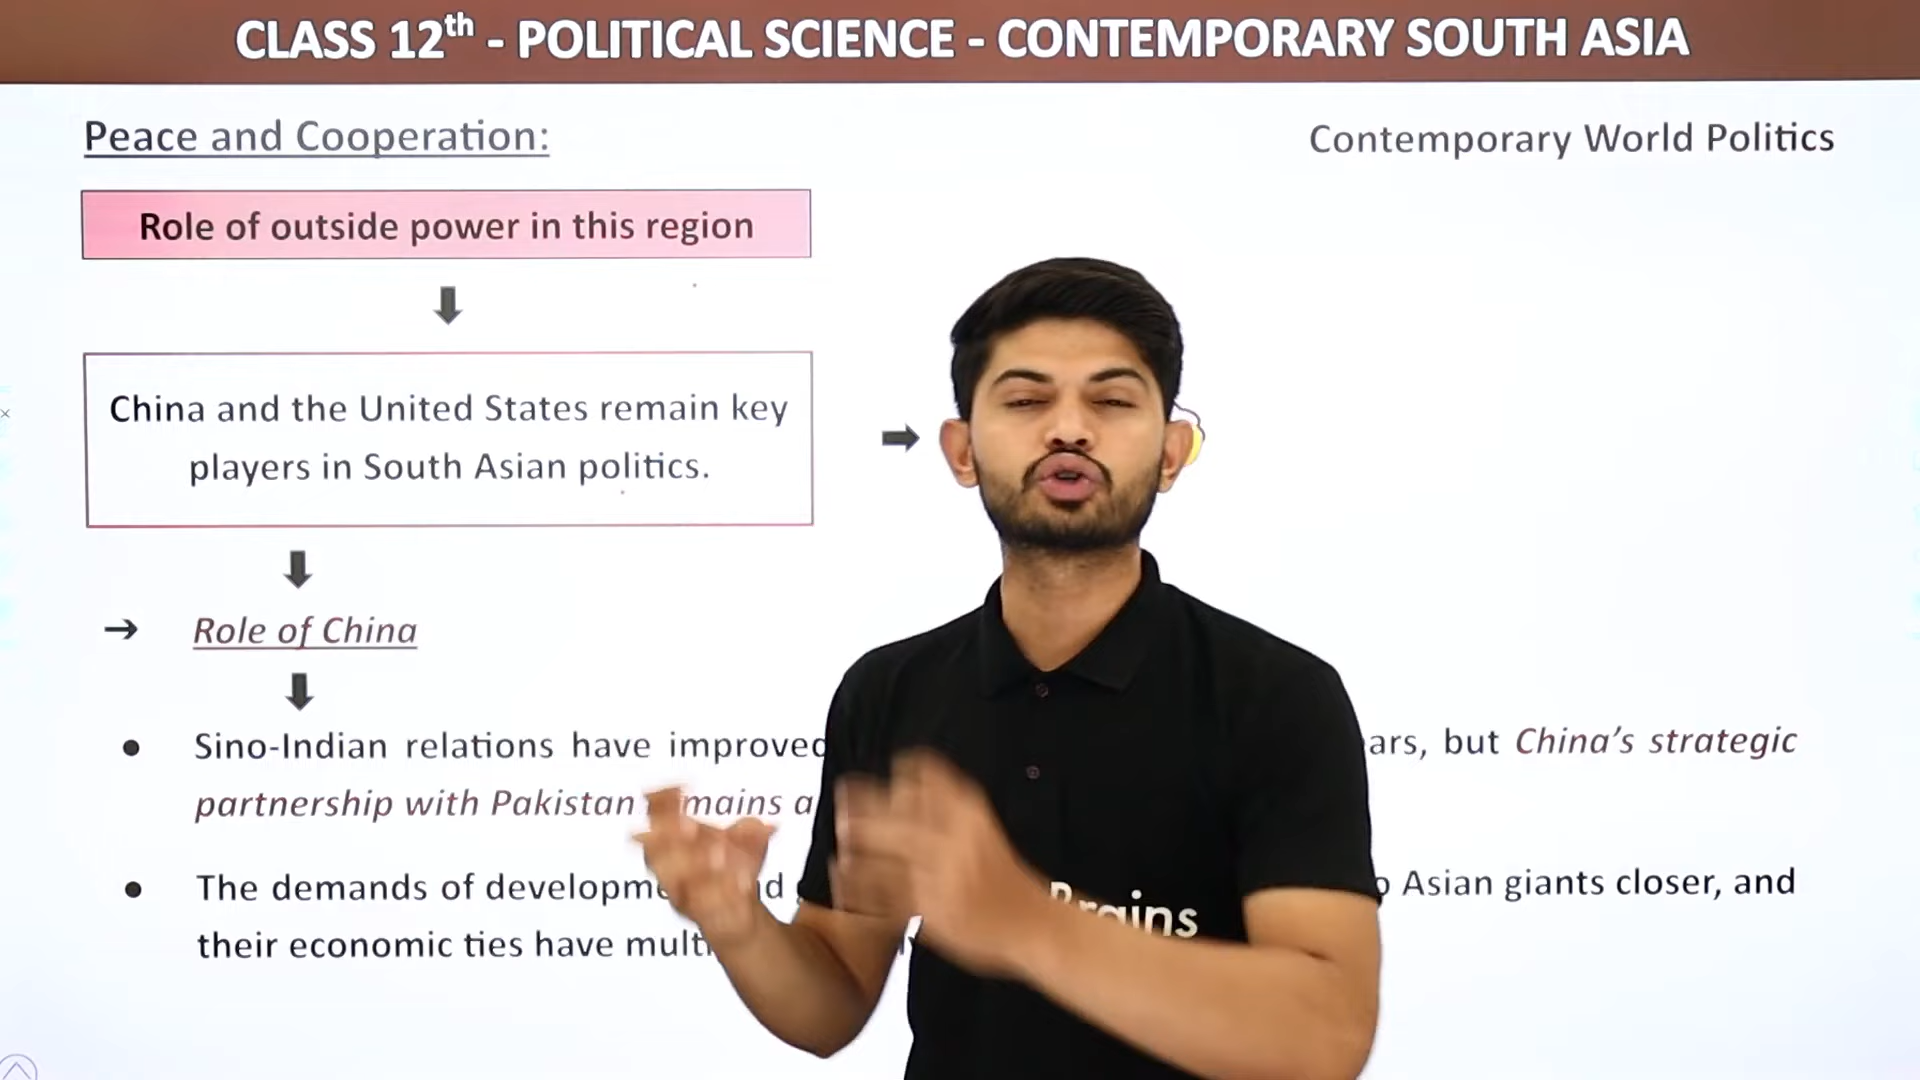 CLASS 12th - POLITICAL SCIENCE - CONTEMPORARY SOUTH ASIA
Peace and Cooperation:
Contemporary World Politics
Role of outside power in this region
China and the United States remain key
players in South Asian politics.
Role of China
● Sino-Indian relations have improved but China's strategic
partnership with Pakistan remains a
● The demands of Asian giants closer, and
their economic ties have
Brains